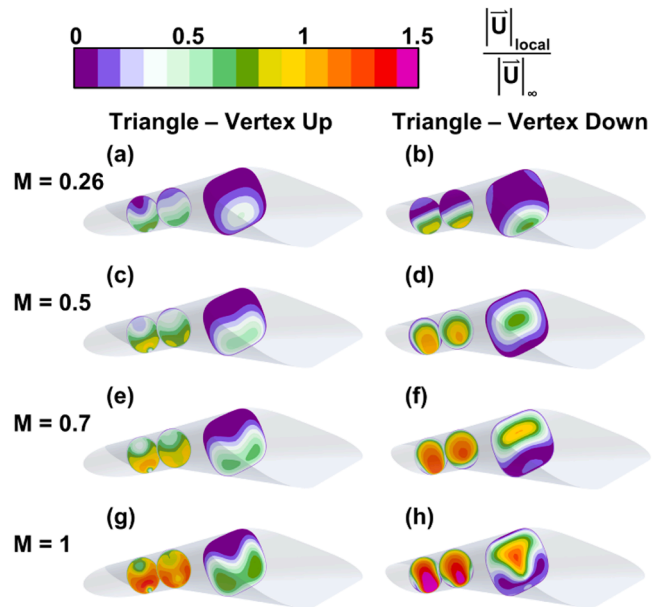 0 0.5 1 1.5
|U⃗|local
|U⃗|∞
Triangle – Vertex Up Triangle – Vertex Down
(a) (b)
M = 0.26
(c) (d)
M = 0.5
(e) (f)
M = 0.7
(g) (h)
M = 1